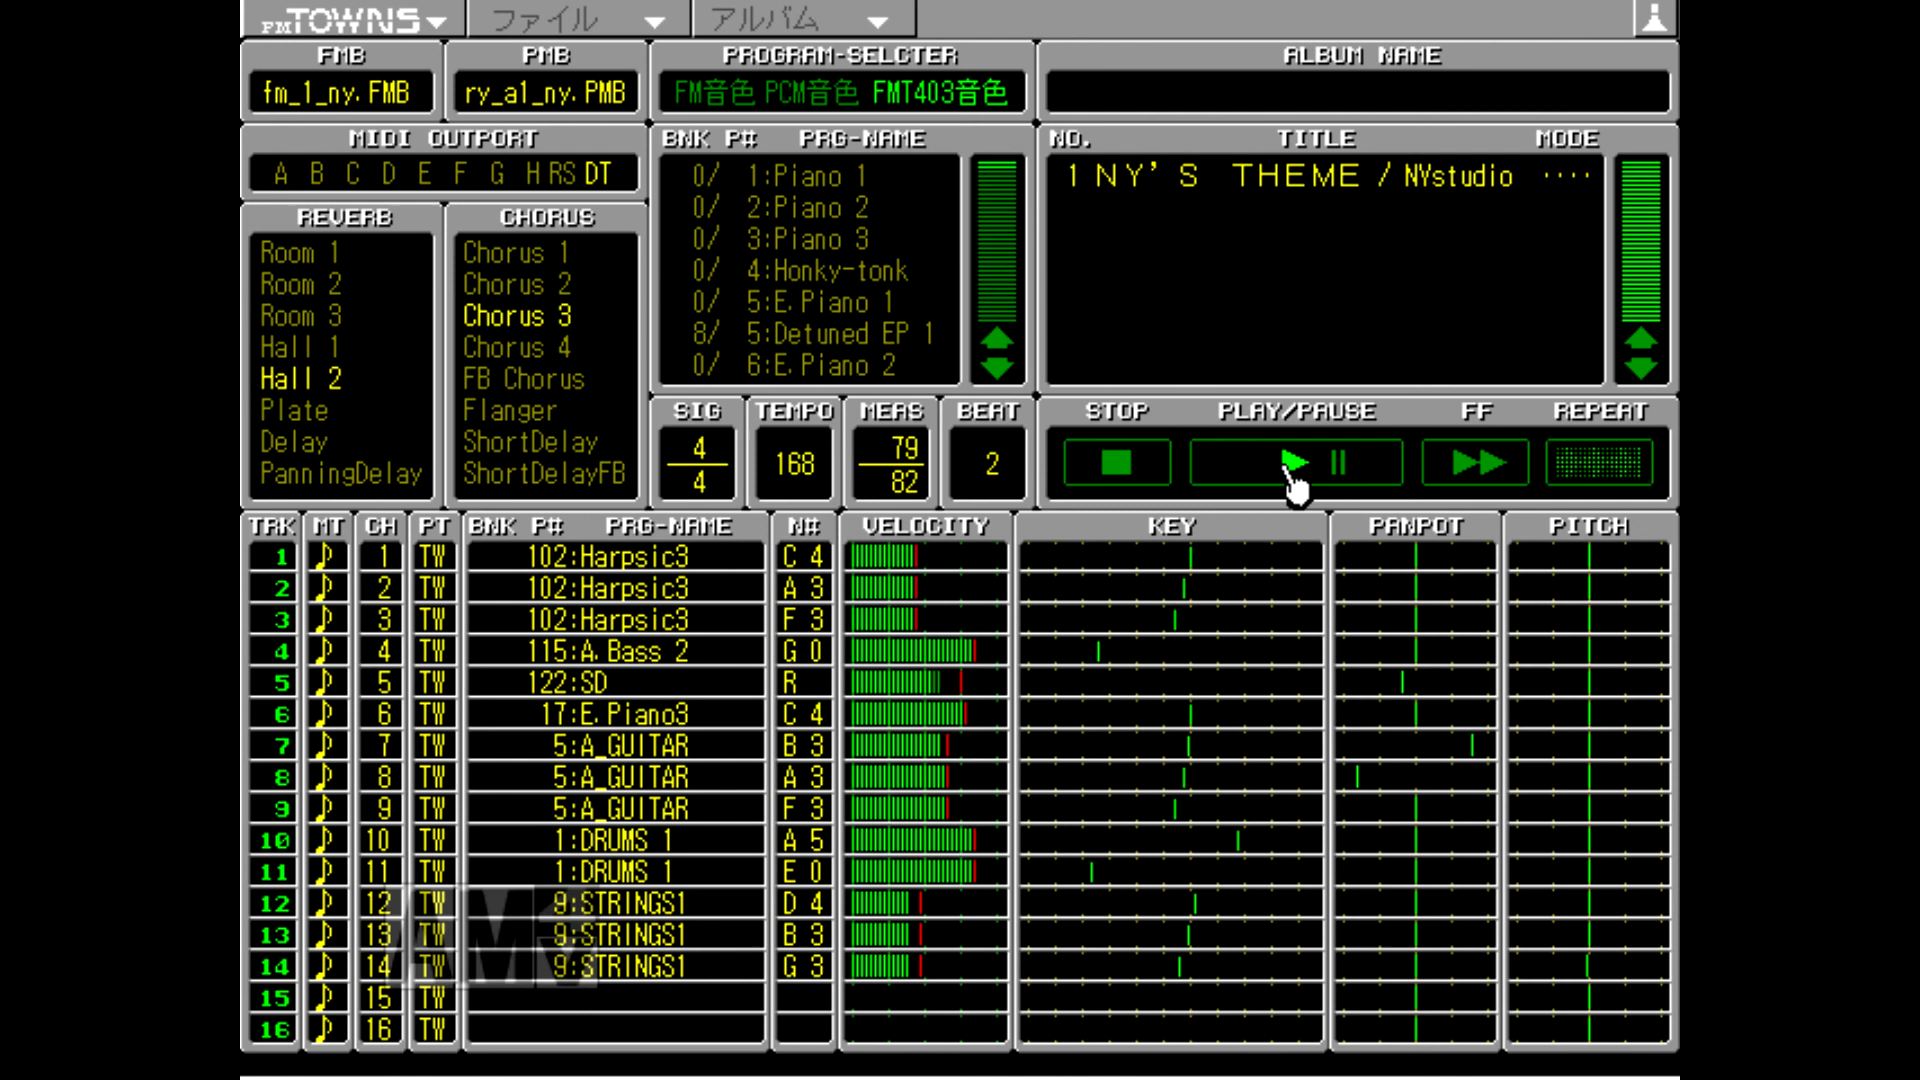 FMTOWNS ファイル アルバム
FMB PMB PROGRAM-SELCTER ALBUM NAME
fm_1_ny.FMB ry_a1_ny.PMB FM音色 PCM音色 FMT403音色
MIDI OUTPORT BNK P# PRG-NAME NO. TITLE MODE
A B C D E F G H RS DT
0/ 1:Piano 1
1 NY'S THEME / NYstudio ····
0/ 2:Piano 2
0/ 3:Piano 3
0/ 4:Honky-tonk
0/ 5:E.Piano 1
8/ 5:Detuned EP 1
0/ 6:E.Piano 2
REVERB
Room 1
Room 2
Room 3
Hall 1
Hall 2
Plate
Delay
PanningDelay
CHORUS
Chorus 1
Chorus 2
Chorus 3
Chorus 4
FB Chorus
Flanger
ShortDelay
ShortDelayFB
SIG TEMPO MEAS BEAT STOP PLAY/PAUSE FF REPEAT
4/4 168 79/82 2
TRK MT CH PT BNK P# PRG-NAME N# VELOCITY KEY PANPOT PITCH
1 1 TW 102:Harpsic3 C 4
2 2 TW 102:Harpsic3 A 3
3 3 TW 102:Harpsic3 F 3
4 4 TW 115:A.Bass 2 G 0
5 5 TW 122:SD R
6 6 TW 17:E.Piano3 C 4
7 7 TW 5:A_GUITAR B 3
8 8 TW 5:A_GUITAR A 3
9 9 TW 5:A_GUITAR F 3
10 10 TW 1:DRUMS 1 A 5
11 11 TW 1:DRUMS 1 E 0
12 12 TW 9:STRINGS1 D 4
13 13 TW 9:STRINGS1 B 3
14 14 TW 9:STRINGS1 G 3
15 15 TW
16 16 TW